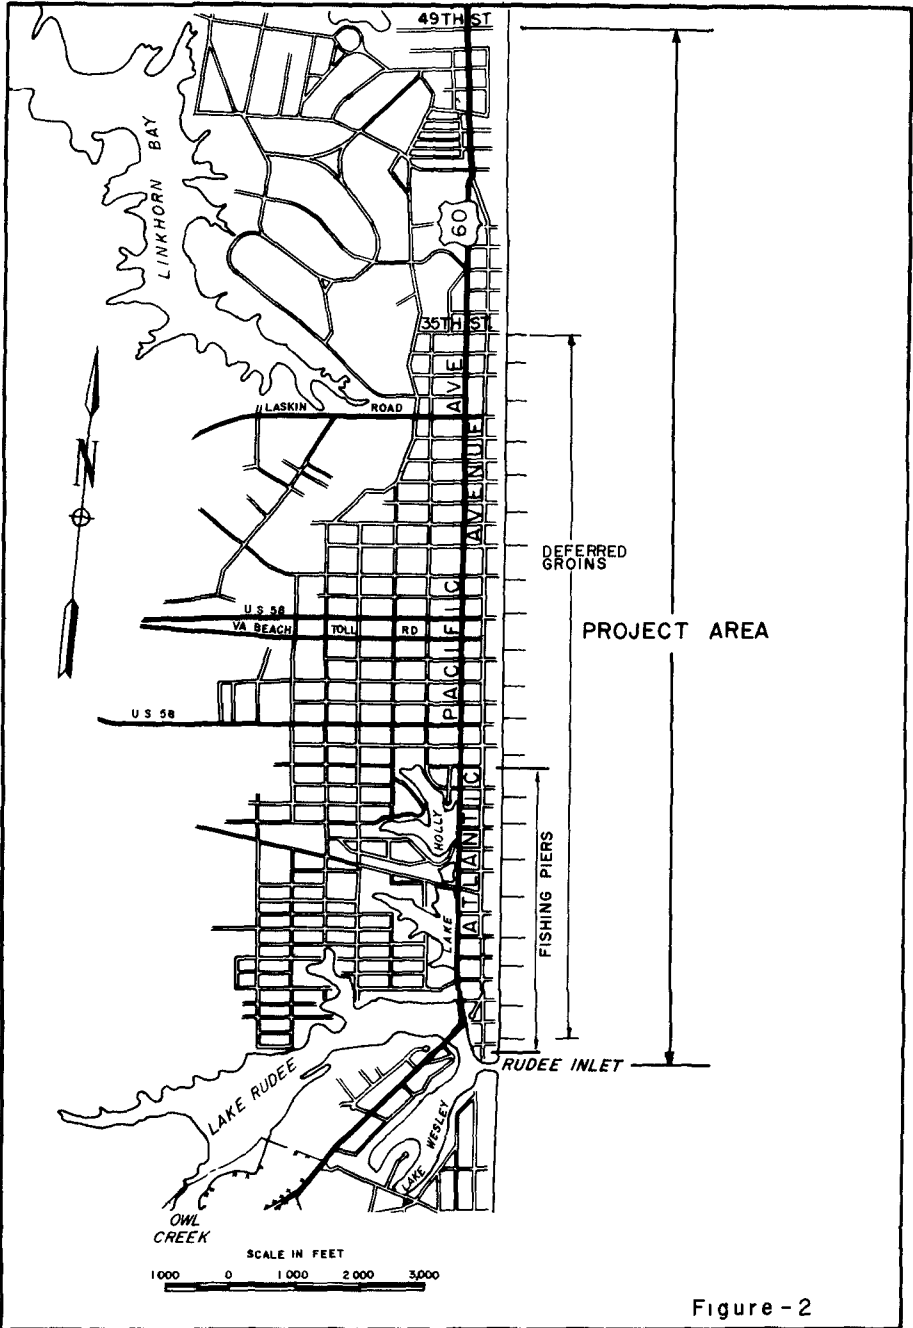 49TH ST
LINKHORN BAY
60
35TH ST.
LASKIN ROAD
N
PACIFIC AVE
ATLANTIC AVENUE
DEFERRED
GROINS
U S 58
VA BEACH TOLL RD
PROJECT AREA
U S 58
LAKE HOLLY
FISHING PIERS
RUDEE INLET
LAKE RUDEE
LAKE WESLEY
OWL
CREEK
SCALE IN FEET
1000 0 1000 2000 3,000
Figure-2